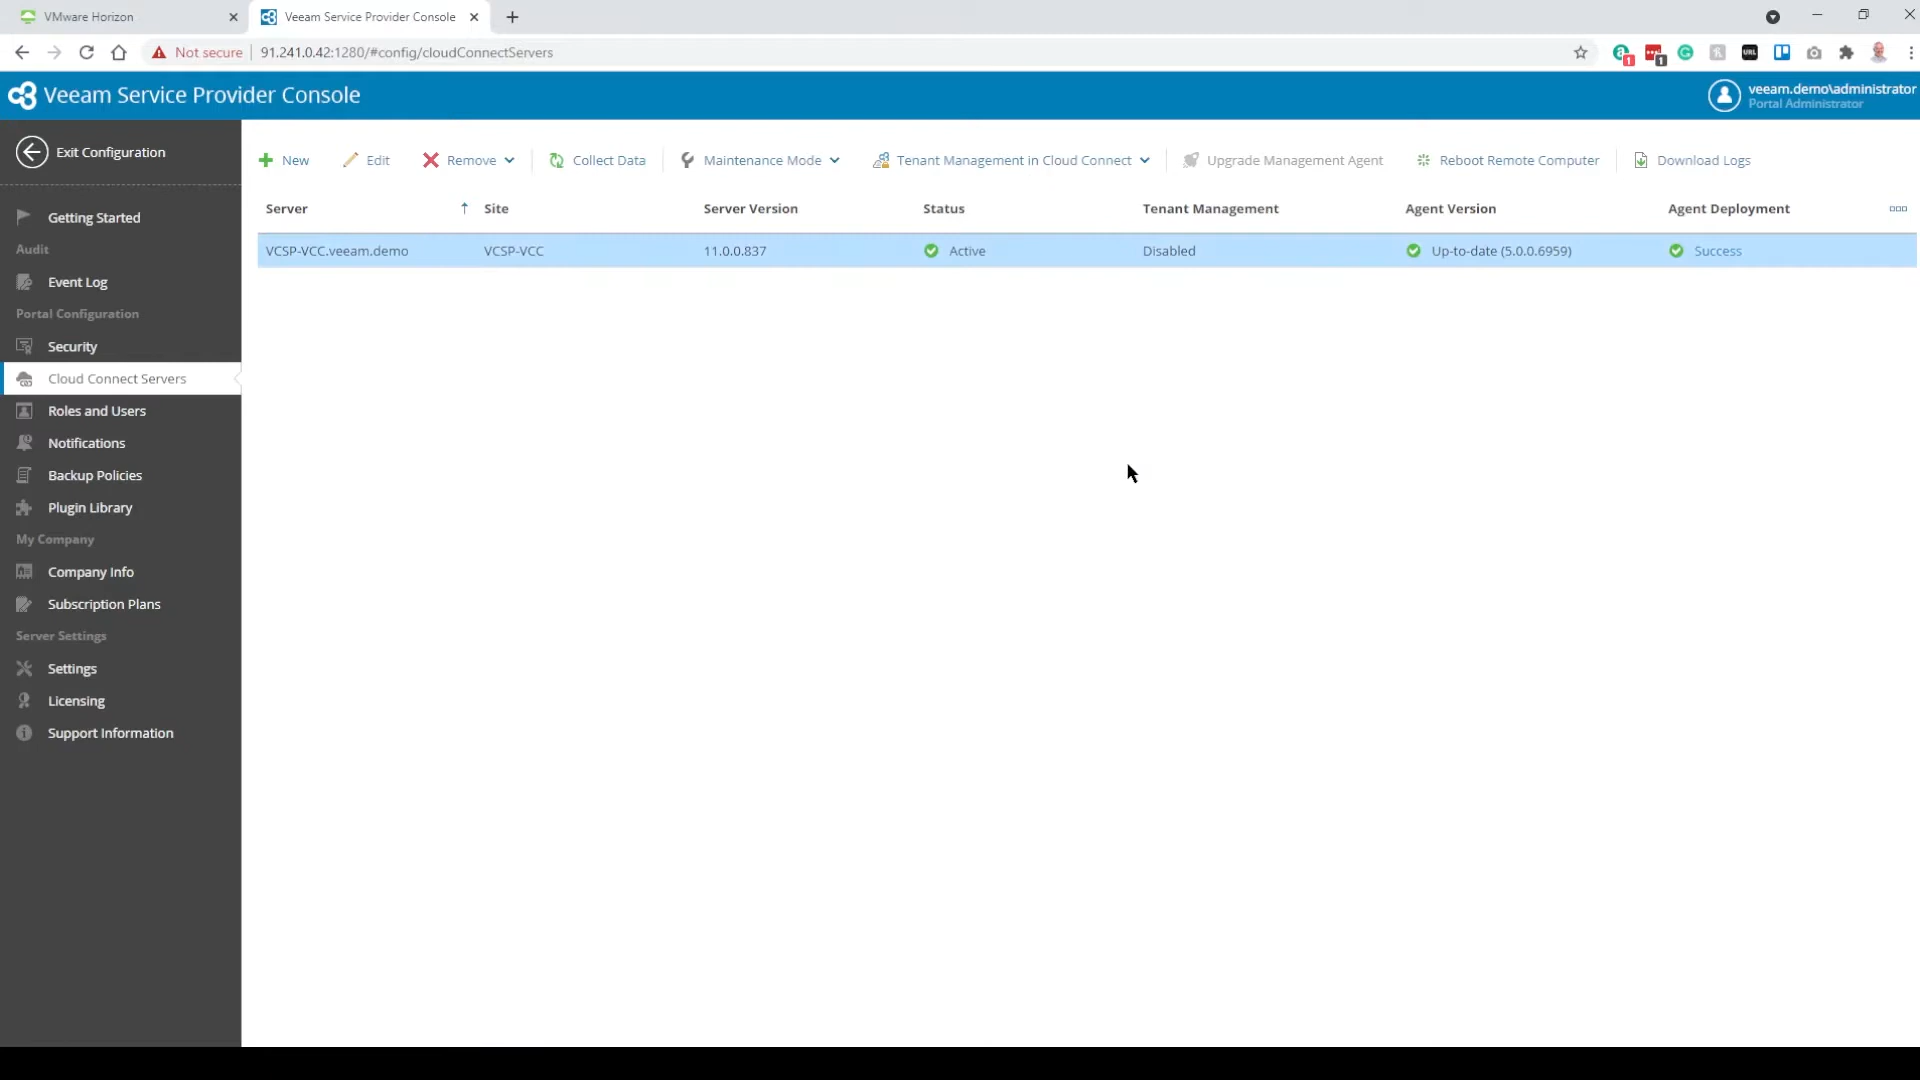 VMware Horizon
Veeam Service Provider Console
Not secure
91.241.0.42:1280/#config/cloudConnectServers
1
1
URL
Veeam Service Provider Console
veeam.demo\administrator
Portal Administrator
Exit Configuration
New
Edit
Remove
Collect Data
Maintenance Mode
Tenant Management in Cloud Connect
Upgrade Management Agent
Reboot Remote Computer
Download Logs
Server
Site
Server Version
Status
Tenant Management
Agent Version
Agent Deployment
VCSP-VCC.veeam.demo
VCSP-VCC
11.0.0.837
Active
Disabled
Up-to-date (5.0.0.6959)
Success
Getting Started
Audit
Event Log
Portal Configuration
Security
Cloud Connect Servers
Roles and Users
Notifications
Backup Policies
Plugin Library
My Company
Company Info
Subscription Plans
Server Settings
Settings
Licensing
Support Information